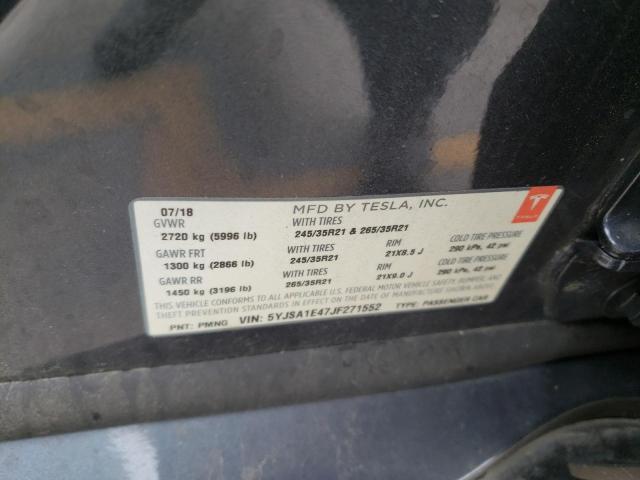 07/18 MFD BY TESLA, INC.
GVWR WITH TIRES
2720 kg (5996 lb) 245/35R21 & 265/35R21
GAWR FRT WITH TIRES RIM COLD TIRE PRESSURE
1300 kg (2866 lb) 245/35R21 21X8.5 J 290 kPa, 42 psi
GAWR RR WITH TIRES RIM COLD TIRE PRESSURE
1450 kg (3196 lb) 265/35R21 21X9.0 J 290 kPa, 42 psi
THIS VEHICLE CONFORMS TO ALL APPLICABLE U.S. FEDERAL MOTOR VEHICLE SAFETY, BUMPER, AND
THEFT PREVENTION STANDARDS IN EFFECT ON THE DATE OF MANUFACTURE SHOWN ABOVE.
PNT: PMNG VIN: 5YJSA1E47JF271552 TYPE: PASSENGER CAR
TESLA